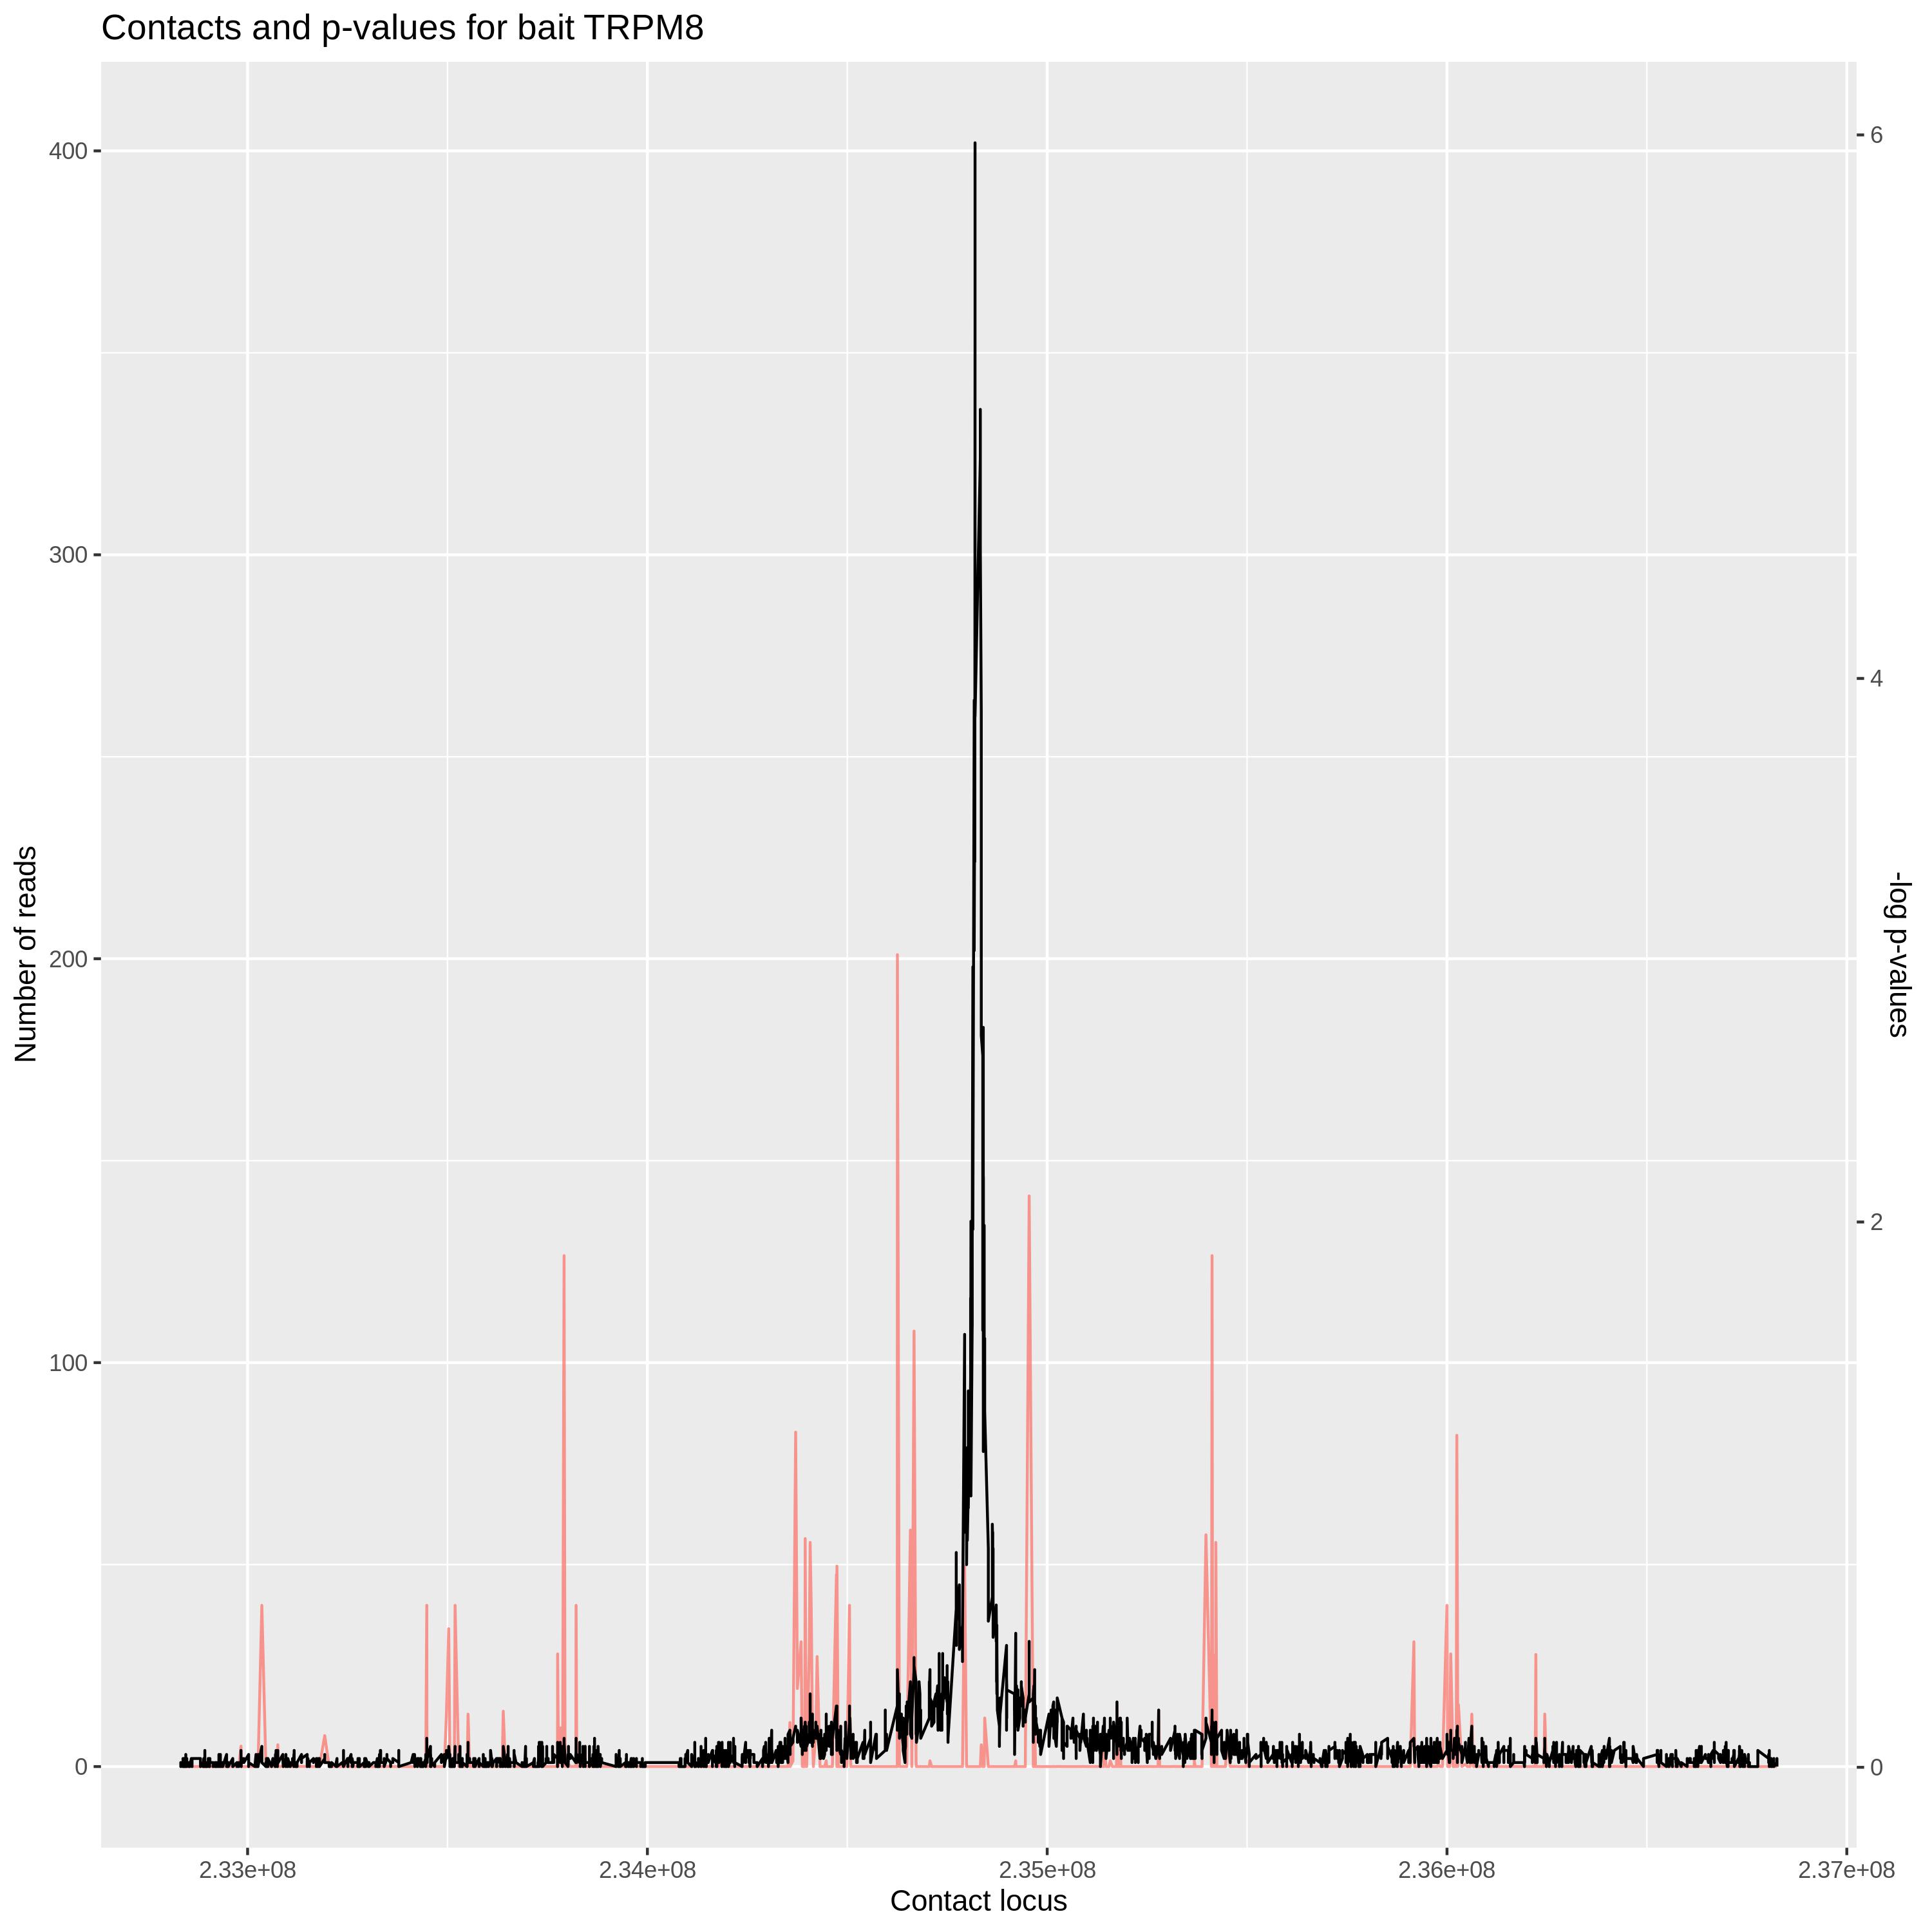 Contacts and p-values for bait TRPM8
400
300
200
100
0
Number of reads
6
4
2
0
-log p-values
2.33e+08
2.34e+08
2.35e+08
2.36e+08
2.37e+08
Contact locus